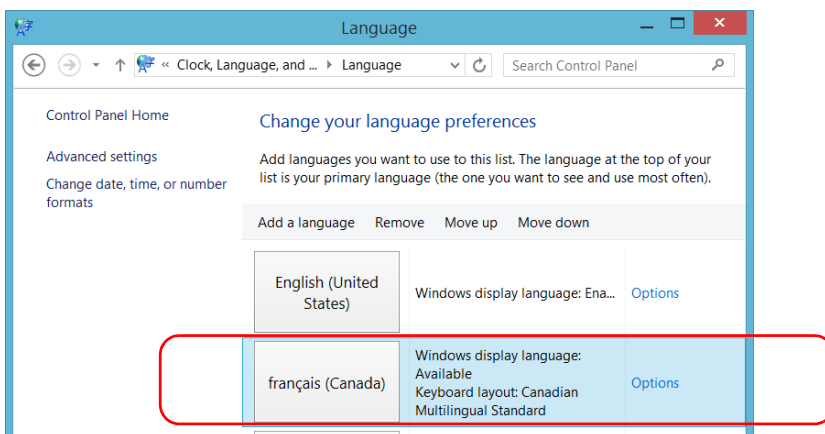 Language
« Clock, Language, and ... Language
Search Control Panel
Control Panel Home
Advanced settings
Change date, time, or number
formats
Change your language preferences
Add languages you want to use to this list. The language at the top of your
list is your primary language (the one you want to see and use most often).
Add a language Remove Move up Move down
English (United
States)
Windows display language: Ena...
Options
français (Canada)
Windows display language:
Available
Keyboard layout: Canadian
Multilingual Standard
Options